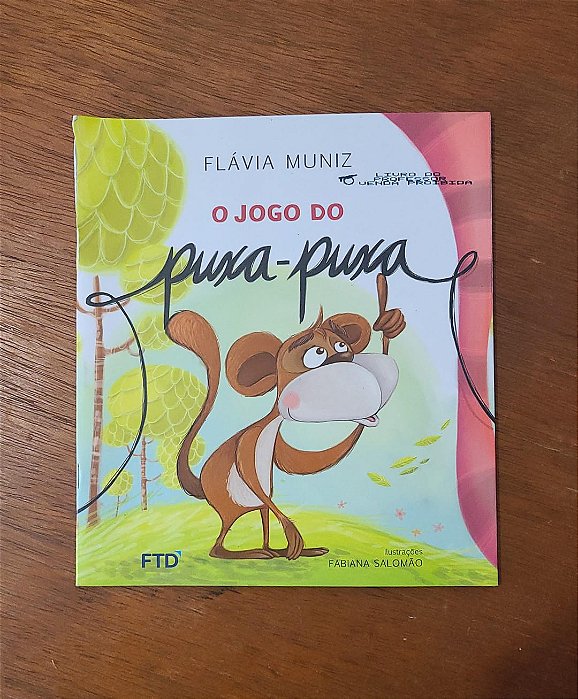 FLÁVIA MUNIZ
LIVRO DO
PROFESSOR
VENDA PROIBIDA
O JOGO DO
puxa-puxa
Ilustrações
FABIANA SALOMÃO
FTD